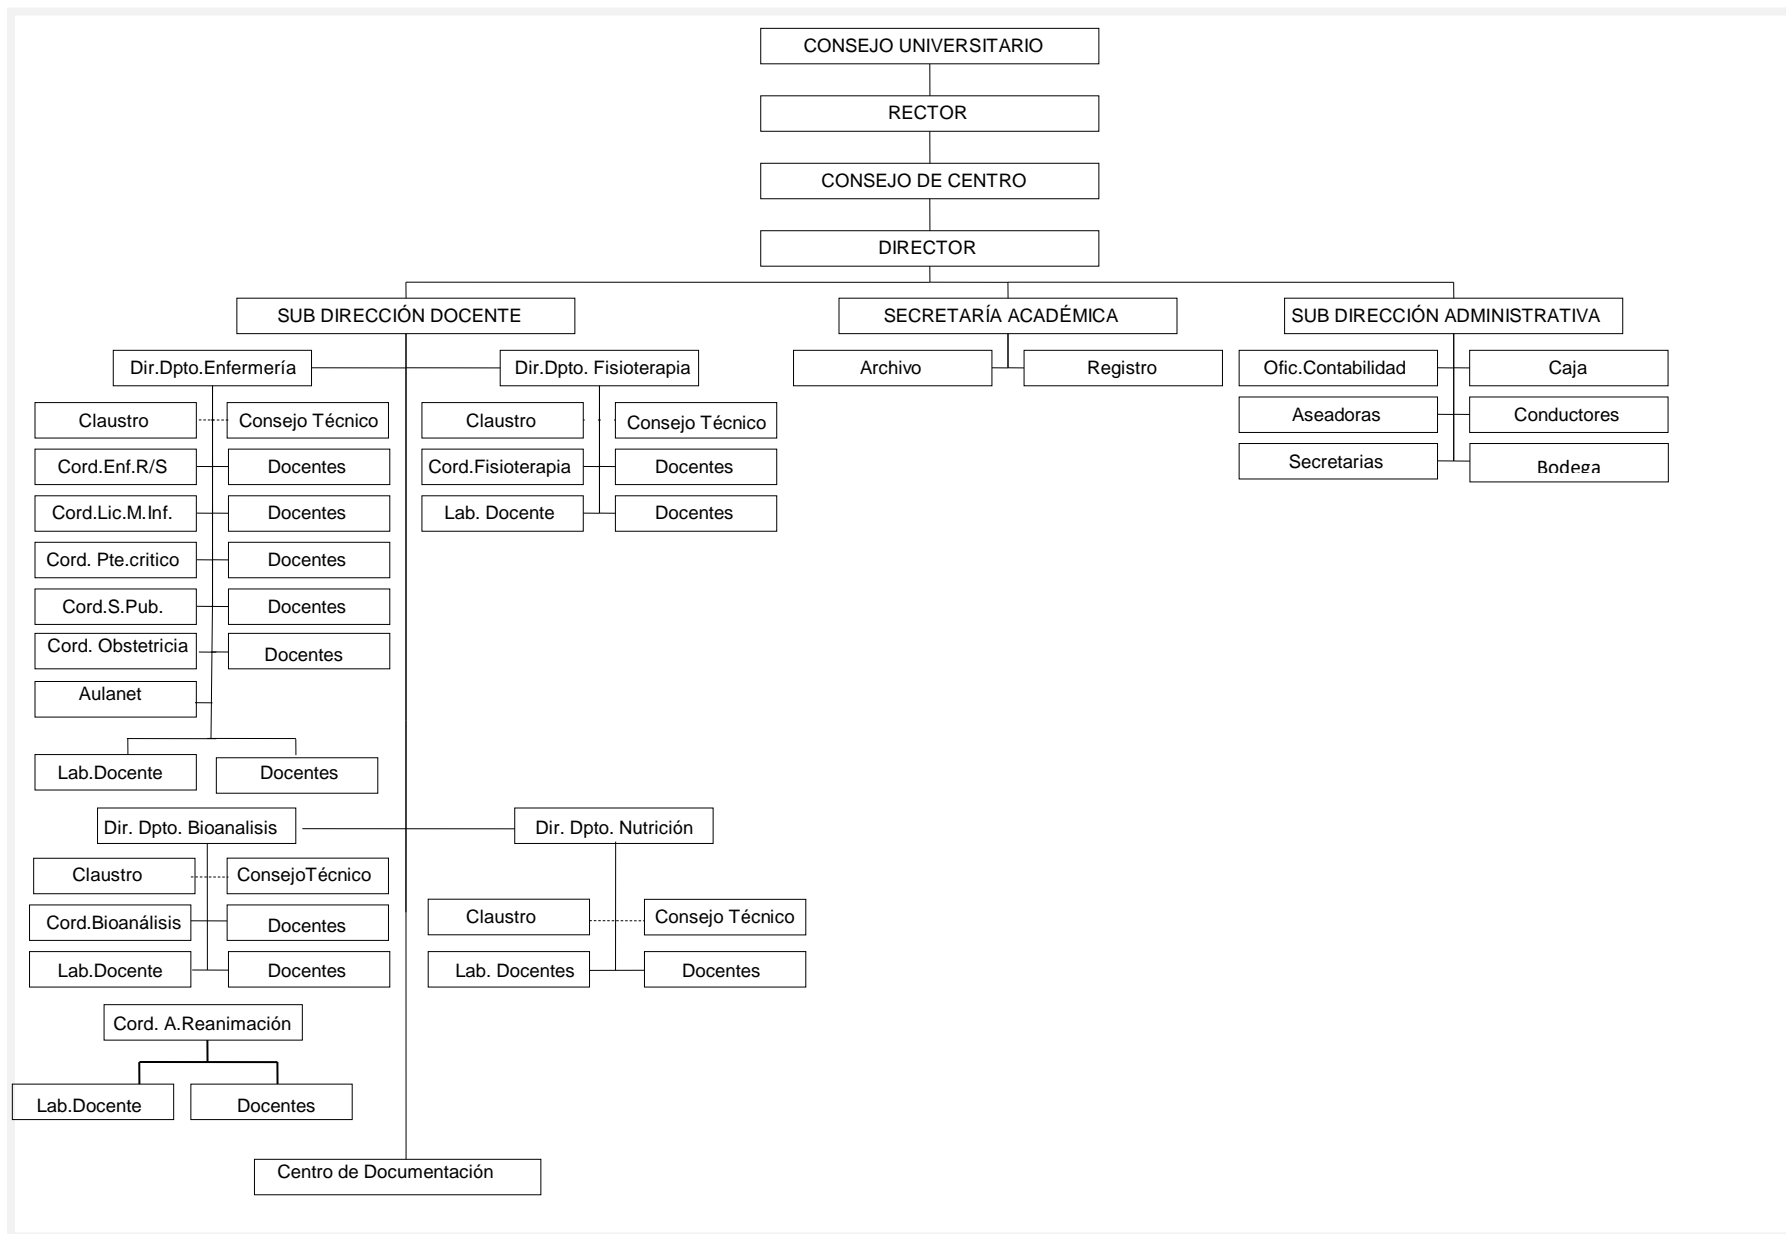 CONSEJO UNIVERSITARIO
RECTOR
CONSEJO DE CENTRO
DIRECTOR
SUB DIRECCIÓN DOCENTE
SECRETARÍA ACADÉMICA
SUB DIRECCIÓN ADMINISTRATIVA
Dir.Dpto.Enfermería
Dir.Dpto. Fisioterapia
Archivo
Registro
Ofic.Contabilidad
Caja
Claustro
Consejo Técnico
Claustro
Consejo Técnico
Aseadoras
Conductores
Cord.Enf.R/S
Docentes
Cord.Fisioterapia
Docentes
Secretarias
Bodega
Cord.Lic.M.Inf.
Docentes
Lab. Docente
Docentes
Cord. Pte.critico
Docentes
Cord.S.Pub.
Docentes
Cord. Obstetricia
Docentes
Aulanet
Lab.Docente
Docentes
Dir. Dpto. Bioanalisis
Dir. Dpto. Nutrición
Claustro
ConsejoTécnico
Cord.Bioanálisis
Docentes
Claustro
Consejo Técnico
Lab.Docente
Docentes
Lab. Docentes
Docentes
Cord. A.Reanimación
Lab.Docente
Docentes
Centro de Documentación